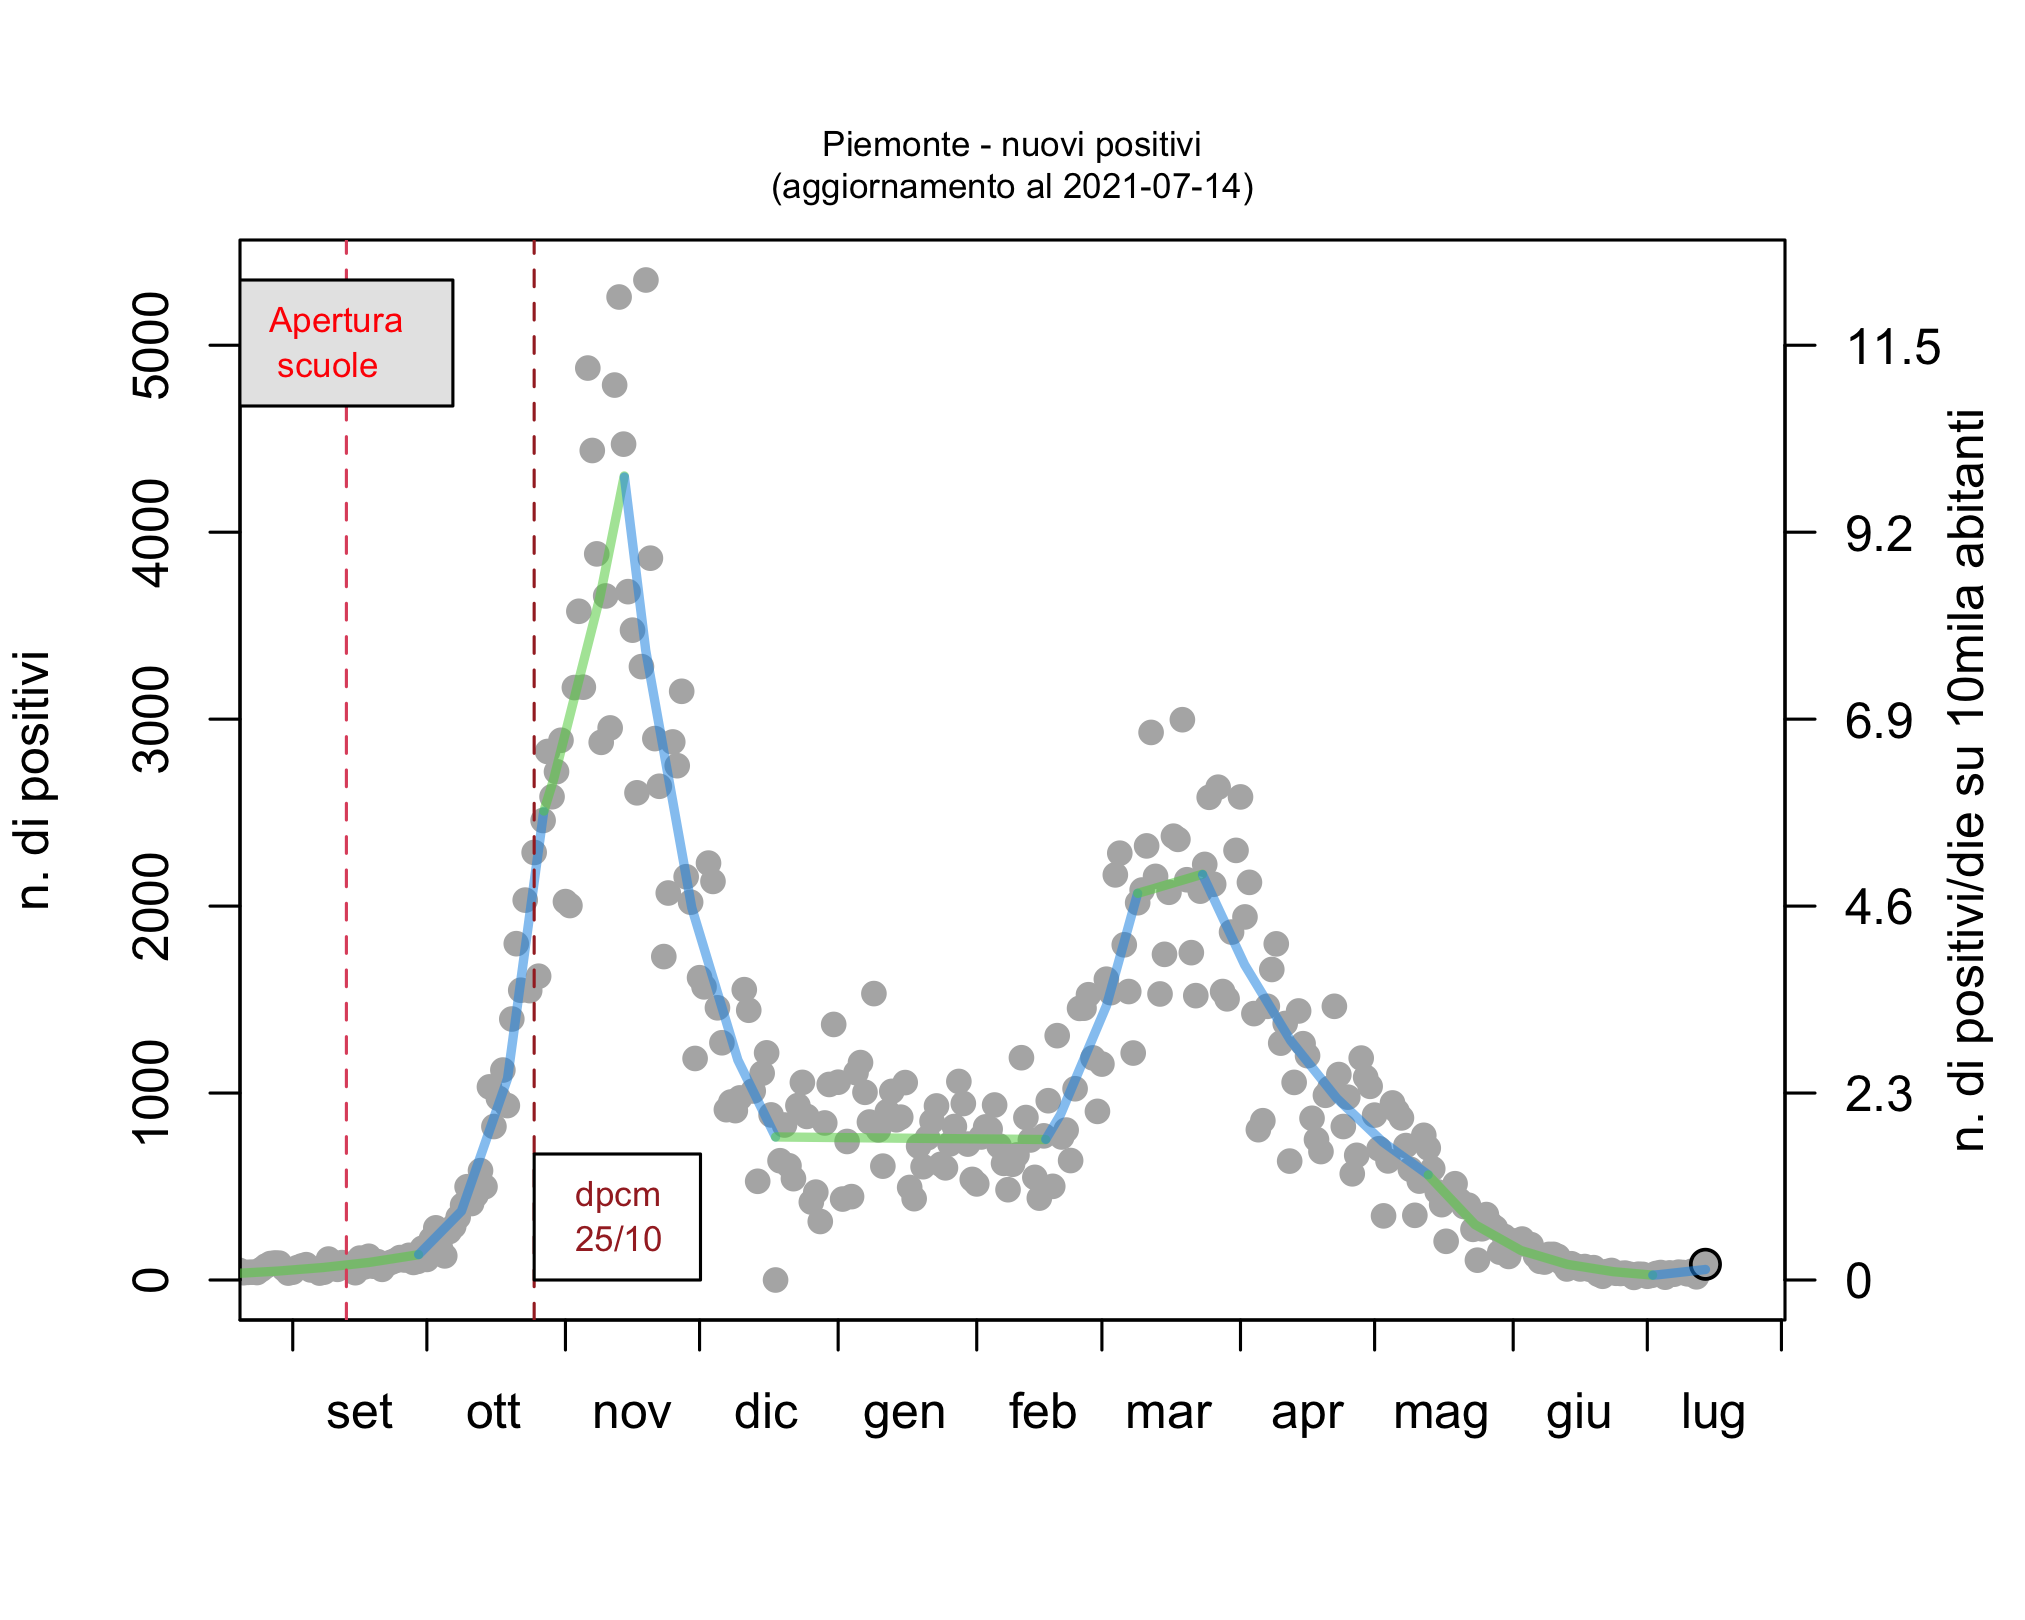 Piemonte - nuovi positivi
(aggiornamento al 2021-07-14)
Apertura
scuole
dpcm
25/10
n. di positivi
0
1000
2000
3000
4000
5000
n. di positivi/die su 10mila abitanti
11.5
9.2
6.9
4.6
2.3
0
set ott nov dic gen feb mar apr mag giu lug